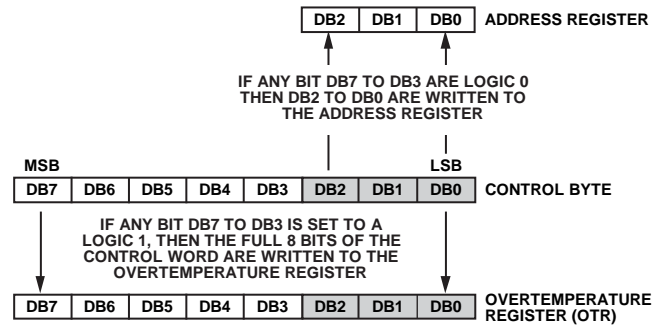 DB2 DB1 DB0 ADDRESS REGISTER
IF ANY BIT DB7 TO DB3 ARE LOGIC 0
THEN DB2 TO DB0 ARE WRITTEN TO
THE ADDRESS REGISTER
MSB LSB
DB7 DB6 DB5 DB4 DB3 DB2 DB1 DB0 CONTROL BYTE
IF ANY BIT DB7 TO DB3 IS SET TO A
LOGIC 1, THEN THE FULL 8 BITS OF THE
CONTROL WORD ARE WRITTEN TO THE
OVERTEMPERATURE REGISTER
DB7 DB6 DB5 DB4 DB3 DB2 DB1 DB0 OVERTEMPERATURE
REGISTER (OTR)